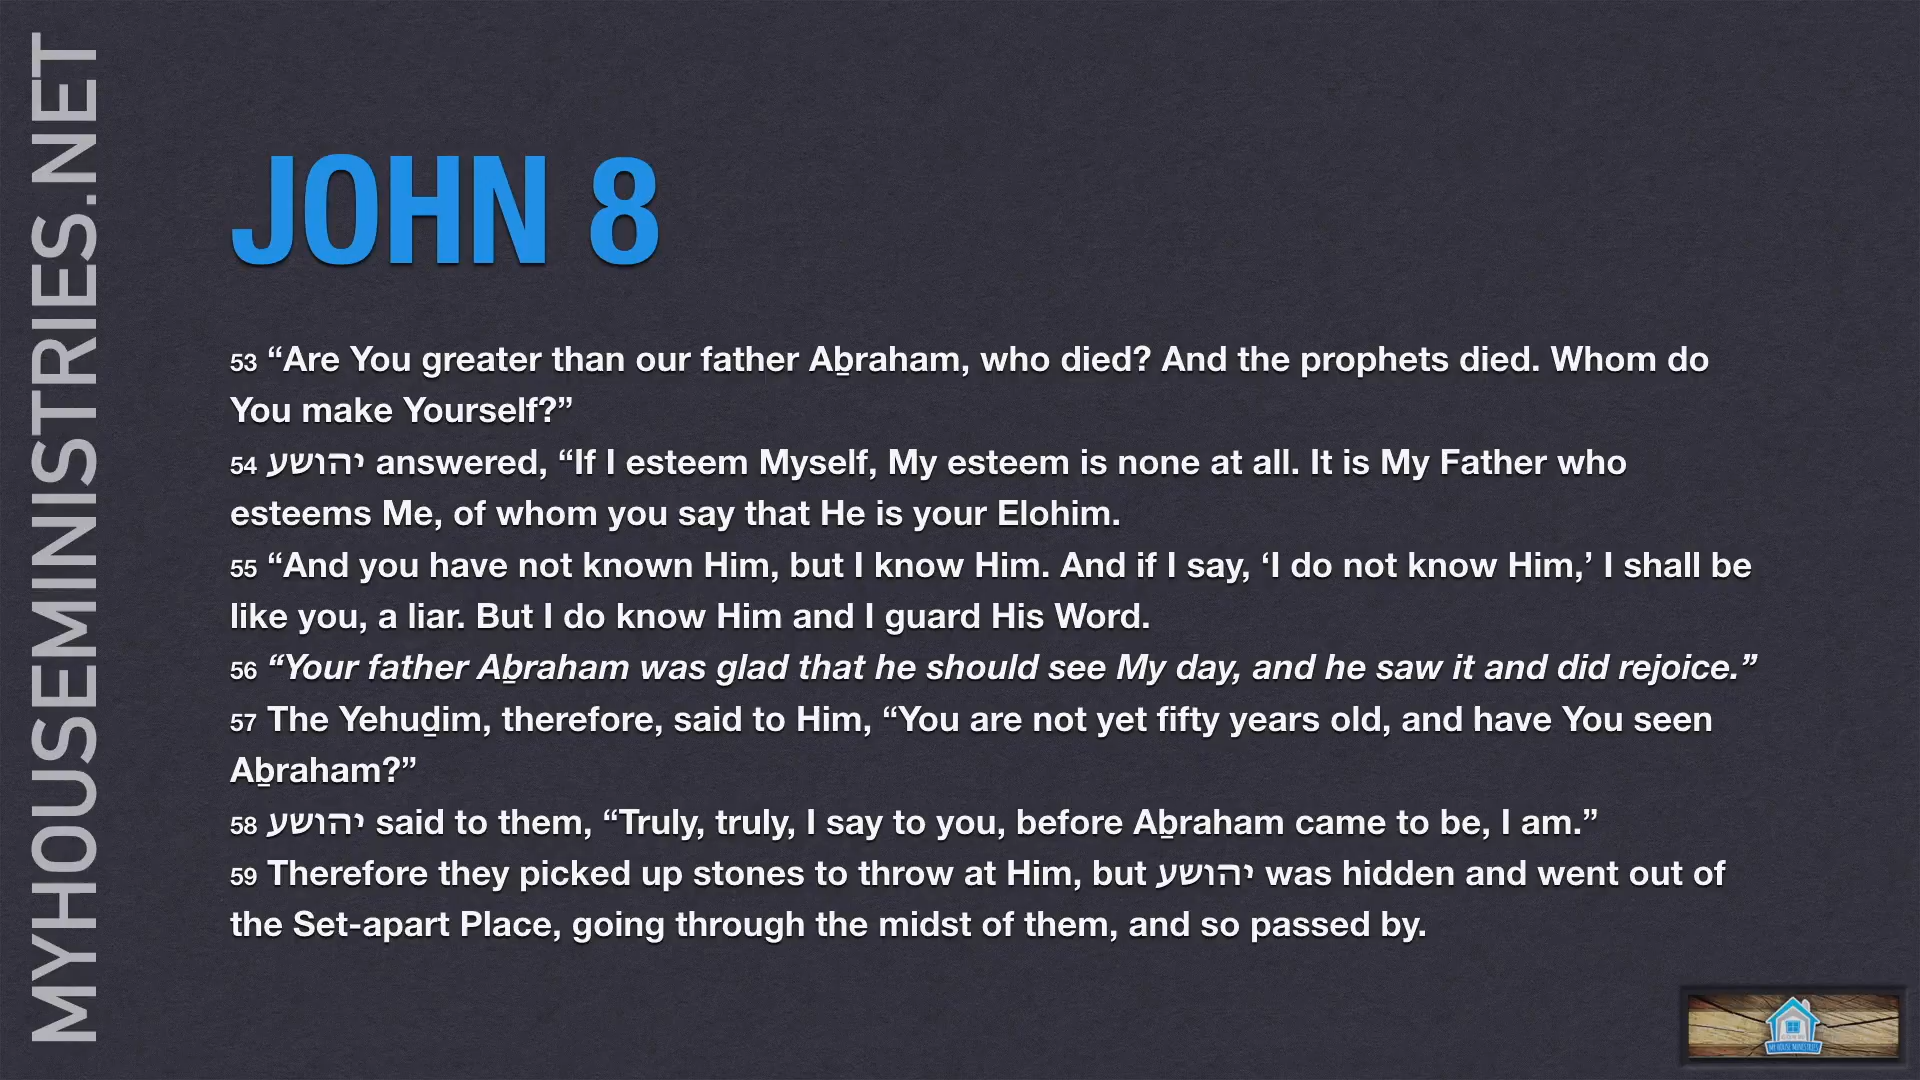 MYHOUSEMINISTRIES.NET
JOHN 8
53 “Are You greater than our father Aḇraham, who died? And the prophets died. Whom do
You make Yourself?”
54 יהושע answered, “If I esteem Myself, My esteem is none at all. It is My Father who
esteems Me, of whom you say that He is your Elohim.
55 “And you have not known Him, but I know Him. And if I say, ‘I do not know Him,’ I shall be
like you, a liar. But I do know Him and I guard His Word.
56 “Your father Aḇraham was glad that he should see My day, and he saw it and did rejoice.”
57 The Yehuḏim, therefore, said to Him, “You are not yet fifty years old, and have You seen
Aḇraham?”
58 יהושע said to them, “Truly, truly, I say to you, before Aḇraham came to be, I am.”
59 Therefore they picked up stones to throw at Him, but יהושע was hidden and went out of
the Set-apart Place, going through the midst of them, and so passed by.
MY HOUSE MINISTRIES